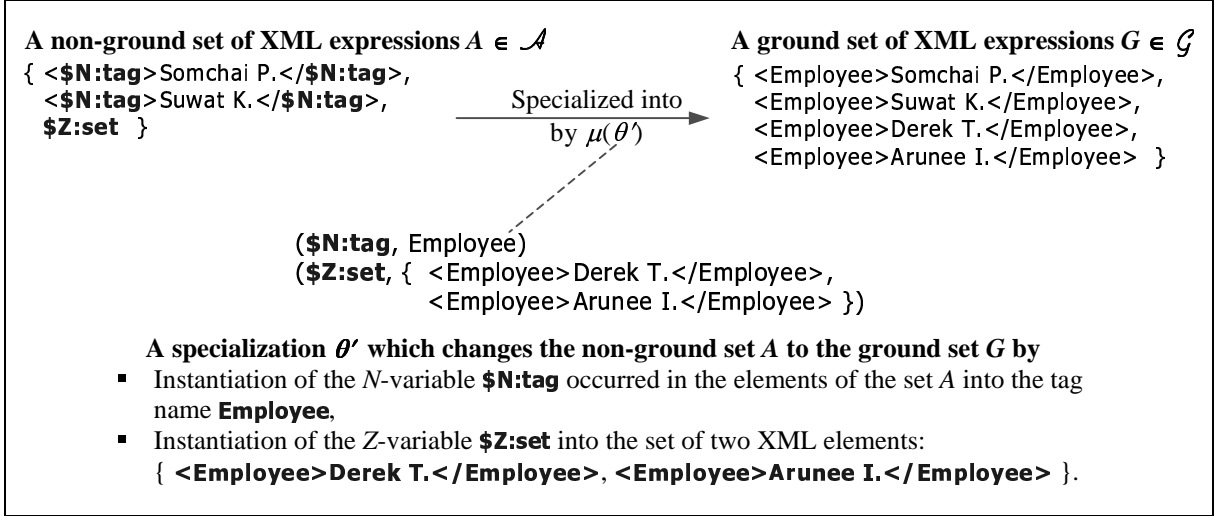 A non-ground set of XML expressions A ∈ 𝒜
{ <$N:tag>Somchai P.</$N:tag>,
<$N:tag>Suwat K.</$N:tag>,
$Z:set }
Specialized into
by μ(θ′)
A ground set of XML expressions G ∈ 𝒢
{ <Employee>Somchai P.</Employee>,
<Employee>Suwat K.</Employee>,
<Employee>Derek T.</Employee>,
<Employee>Arunee I.</Employee> }
($N:tag, Employee)
($Z:set, { <Employee>Derek T.</Employee>,
<Employee>Arunee I.</Employee> })
A specialization θ′ which changes the non-ground set A to the ground set G by
▪ Instantiation of the N-variable $N:tag occurred in the elements of the set A into the tag
name Employee,
▪ Instantiation of the Z-variable $Z:set into the set of two XML elements:
{ <Employee>Derek T.</Employee>, <Employee>Arunee I.</Employee> }.